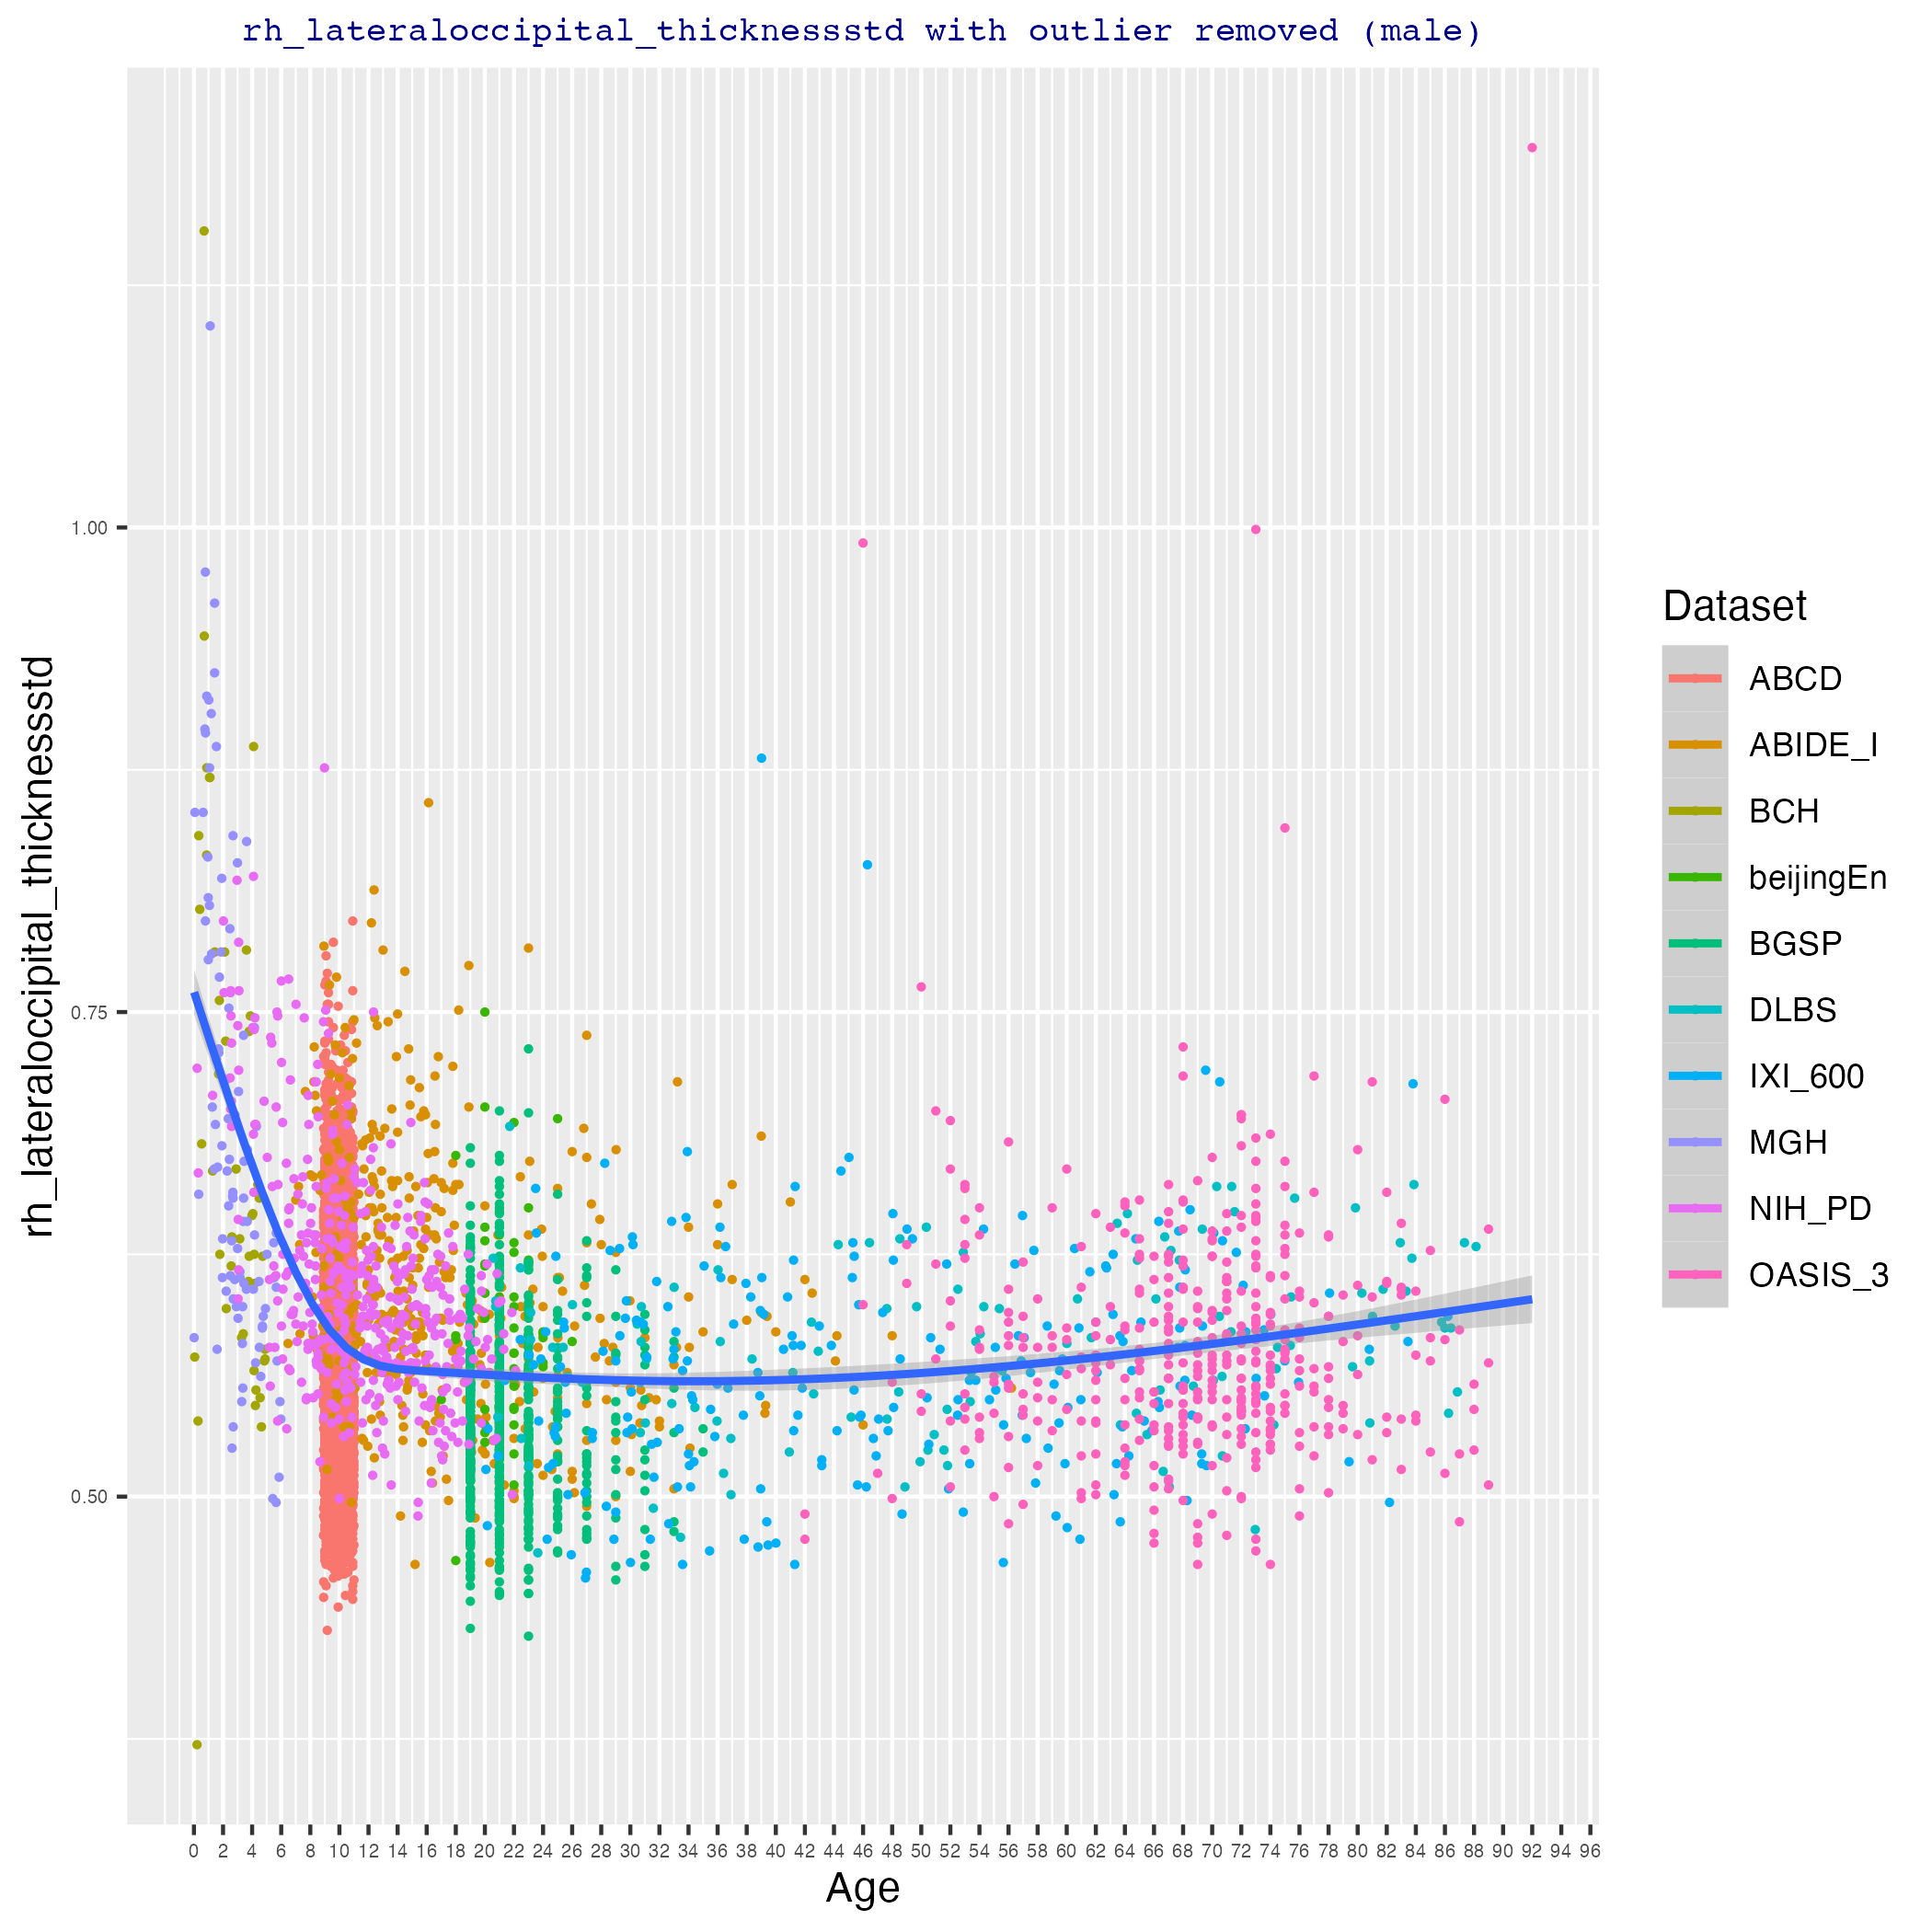 rh_lateraloccipital_thicknessstd with outlier removed (male)
rh_lateraloccipital_thicknessstd
1.00
0.75
0.50
0 2 4 6 8 10 12 14 16 18 20 22 24 26 28 30 32 34 36 38 40 42 44 46 48 50 52 54 56 58 60 62 64 66 68 70 72 74 76 78 80 82 84 86 88 90 92 94 96
Age
Dataset
ABCD
ABIDE_I
BCH
beijingEn
BGSP
DLBS
IXI_600
MGH
NIH_PD
OASIS_3